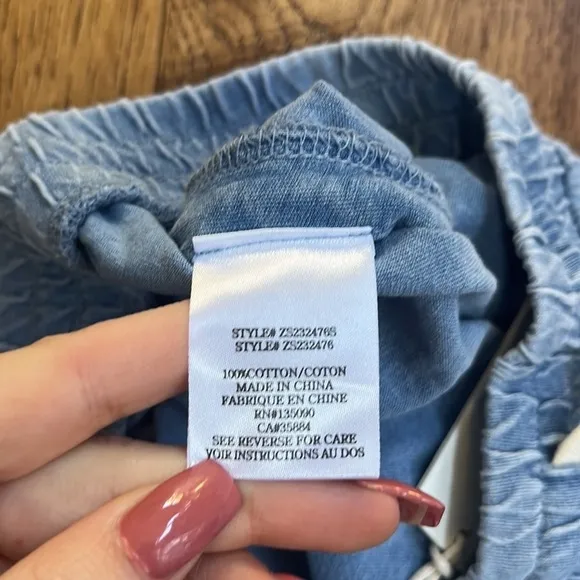 STYLE# ZS232476S
STYLE# ZS232476
100%COTTON/COTON
MADE IN CHINA
FABRIQUE EN CHINE
RN#135090
CA#35884
SEE REVERSE FOR CARE
VOIR INSTRUCTIONS AU DOS